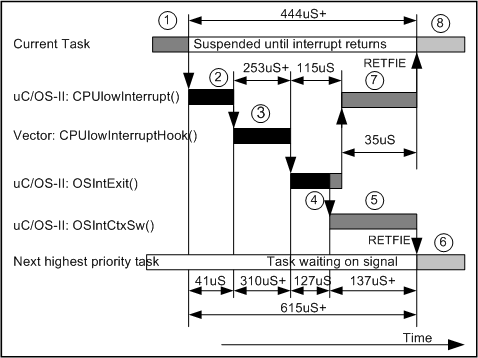 444uS+
1
8
Current Task
Suspended until interrupt returns
253uS+
115uS
RETFIE
2
7
uC/OS-II: CPUlowInterrupt()
3
Vector: CPUlowInterruptHook()
35uS
uC/OS-II: OSIntExit()
4
5
uC/OS-II: OSIntCtxSw()
RETFIE
6
Next highest priority task
Task waiting on signal
41uS
310uS+
127uS
137uS+
615uS+
Time